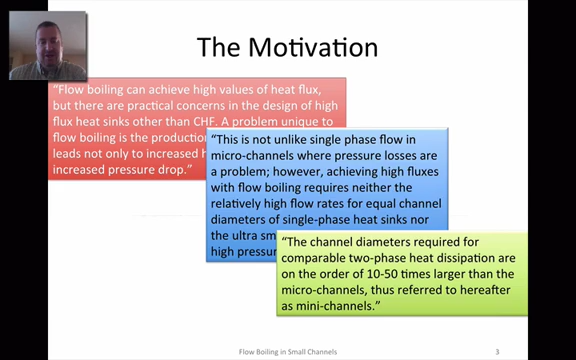 The Motivation
"Flow boiling can achieve high values of heat flux,
but there are practical concerns in the design of high
flux heat sinks other than CHF. A problem unique to
flow boiling is the production
leads not only to increased
increased pressure drop."
"This is not unlike single phase flow in
micro-channels where pressure losses are
a problem; however, achieving high fluxes
with flow boiling requires neither the
relatively high flow rates for equal channel
diameters of single-phase heat sinks nor
the ultra
high
"The channel diameters required for
comparable two-phase heat dissipation are
on the order of 10-50 times larger than the
micro-channels, thus referred to hereafter
as mini-channels."
Flow Boiling in Small Channels
3